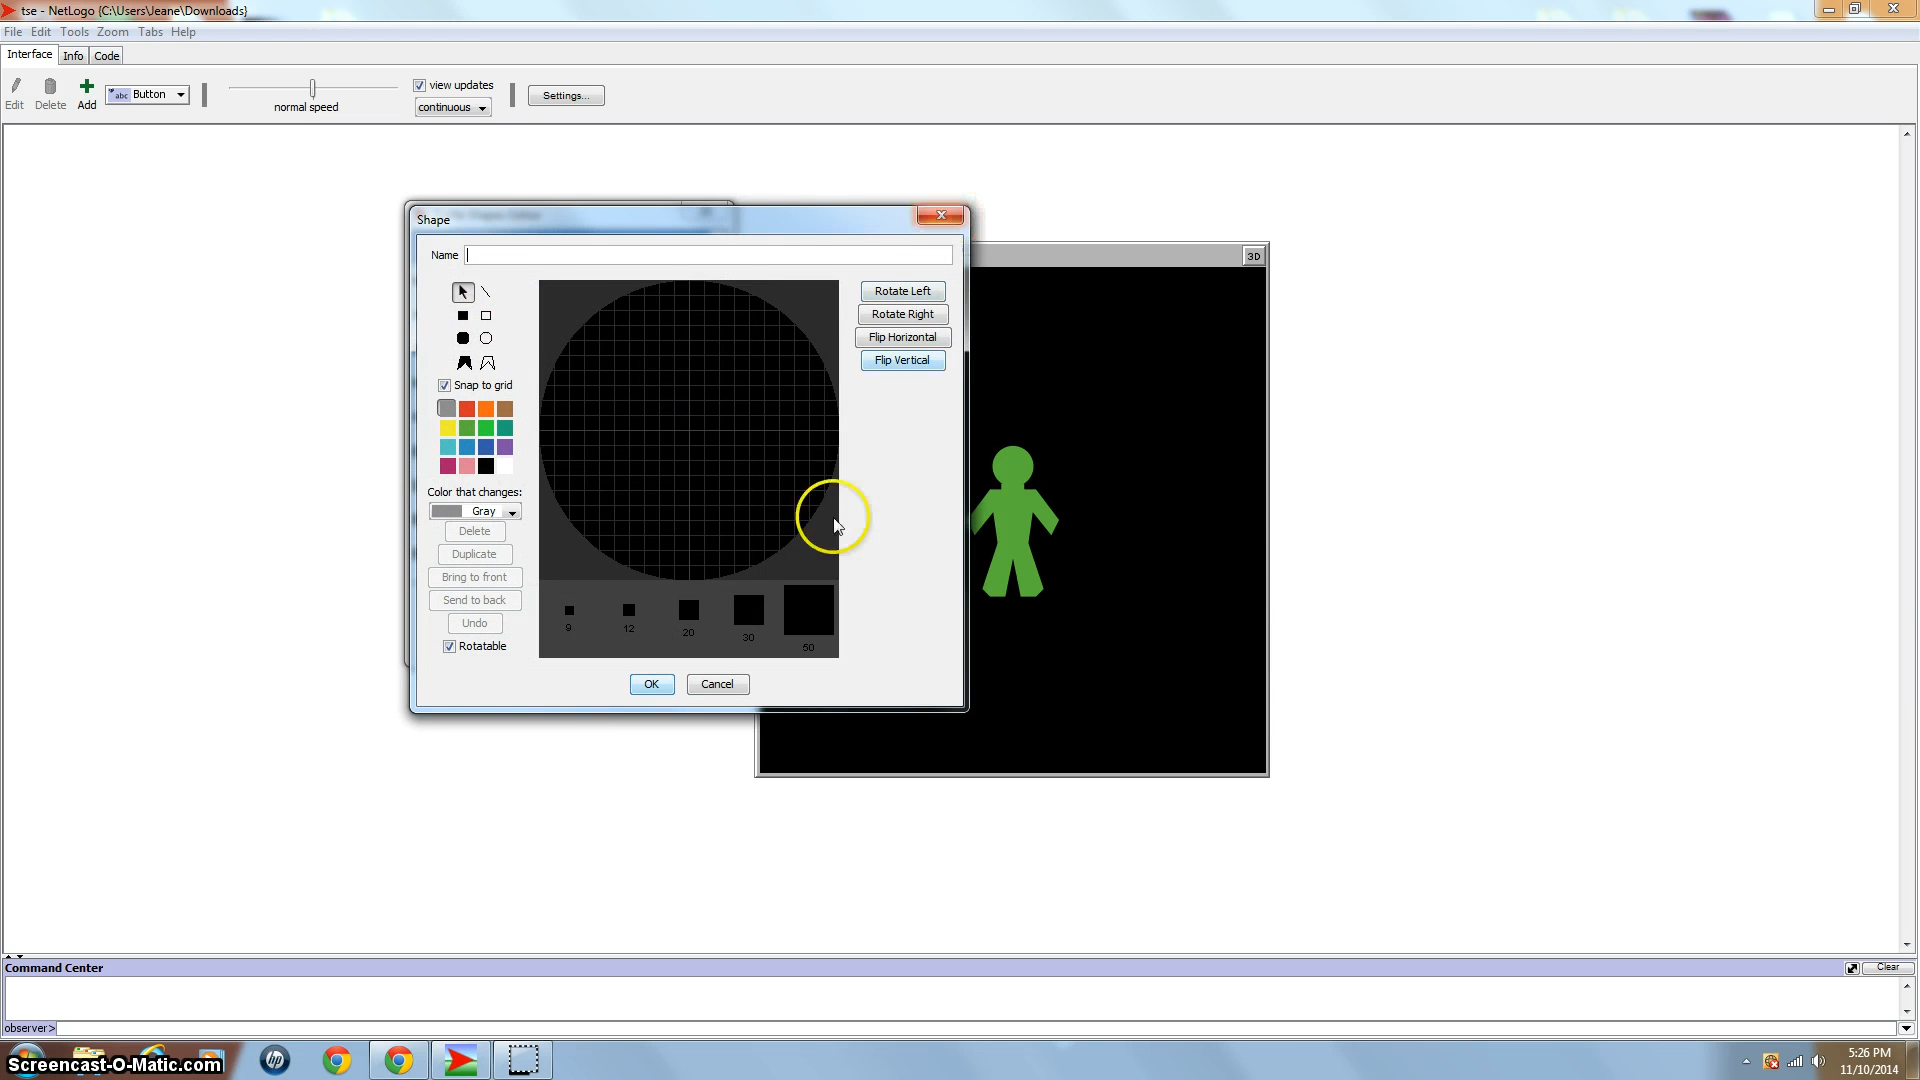 tse - NetLogo {C:\Users\Jeane\Downloads}
File Edit Tools Zoom Tabs Help
Interface Info Code
Edit Delete Add abc Button normal speed view updates continuous Settings...
Shape
Name
3D
Rotate Left
Rotate Right
Flip Horizontal
Flip Vertical
Snap to grid
Color that changes:
Gray
Delete
Duplicate
Bring to front
Send to back
Undo
Rotatable
9 12 20 30 50
OK Cancel
Command Center Clear
observer>
Screencast-O-Matic.com
hp
5:26 PM
11/10/2014